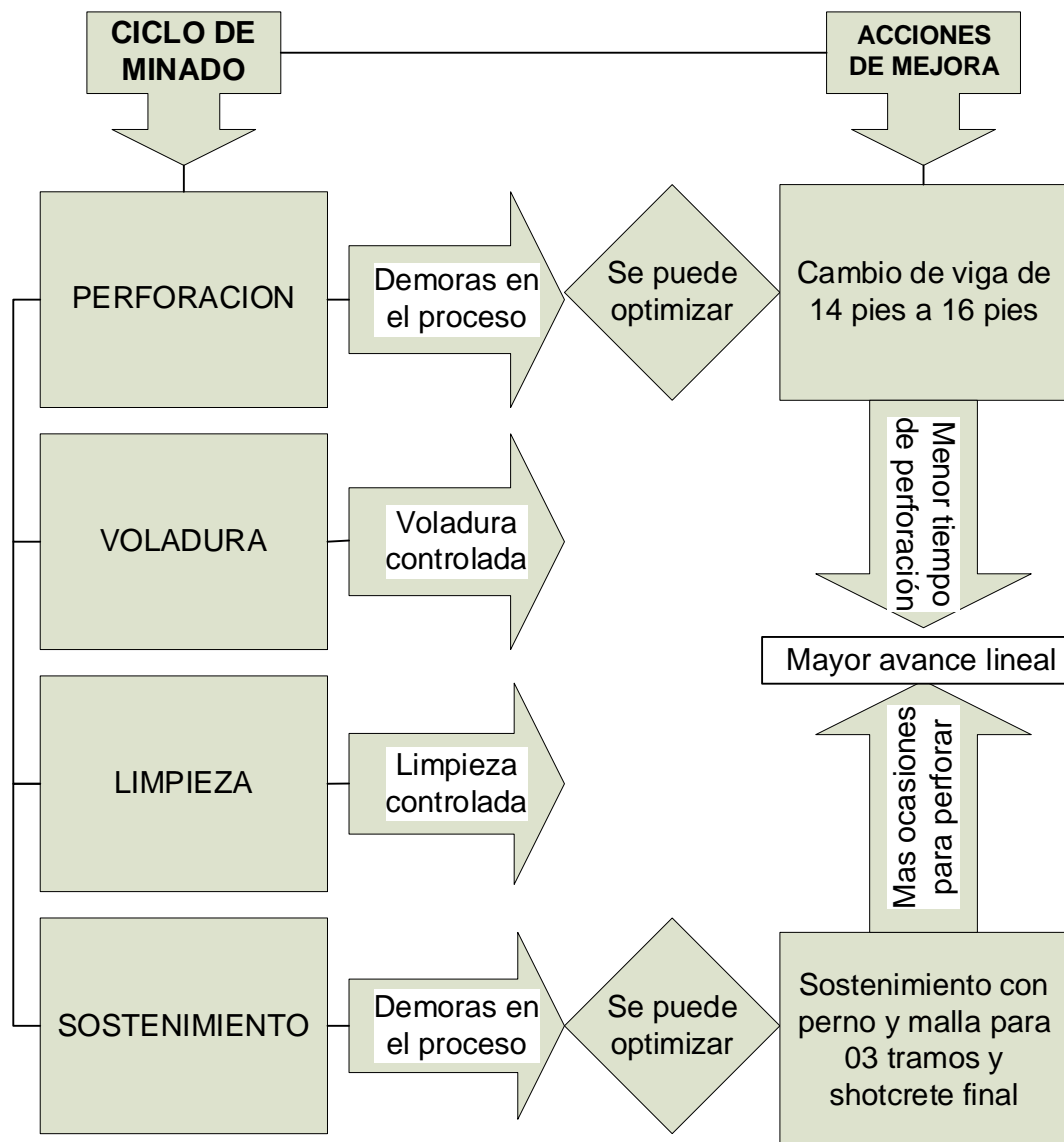 CICLO DE
MINADO
ACCIONES
DE MEJORA
PERFORACION
Demoras en
el proceso
Se puede
optimizar
Cambio de viga de
14 pies a 16 pies
Menor tiempo
de perforación
VOLADURA
Voladura
controlada
Mayor avance lineal
LIMPIEZA
Limpieza
controlada
Mas ocasiones
para perforar
SOSTENIMIENTO
Demoras en
el proceso
Se puede
optimizar
Sostenimiento con
perno y malla para
03 tramos y
shotcrete final